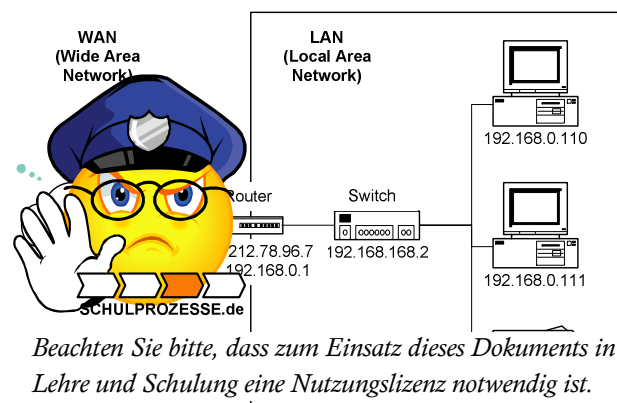 WAN
(Wide Area
Network)
LAN
(Local Area
Network)
192.168.0.110
Router
Switch
212.78.96.7
192.168.0.1
192.168.168.2
192.168.0.111
SCHULPROZESSE.de
Beachten Sie bitte, dass zum Einsatz dieses Dokuments in
Lehre und Schulung eine Nutzungslizenz notwendig ist.